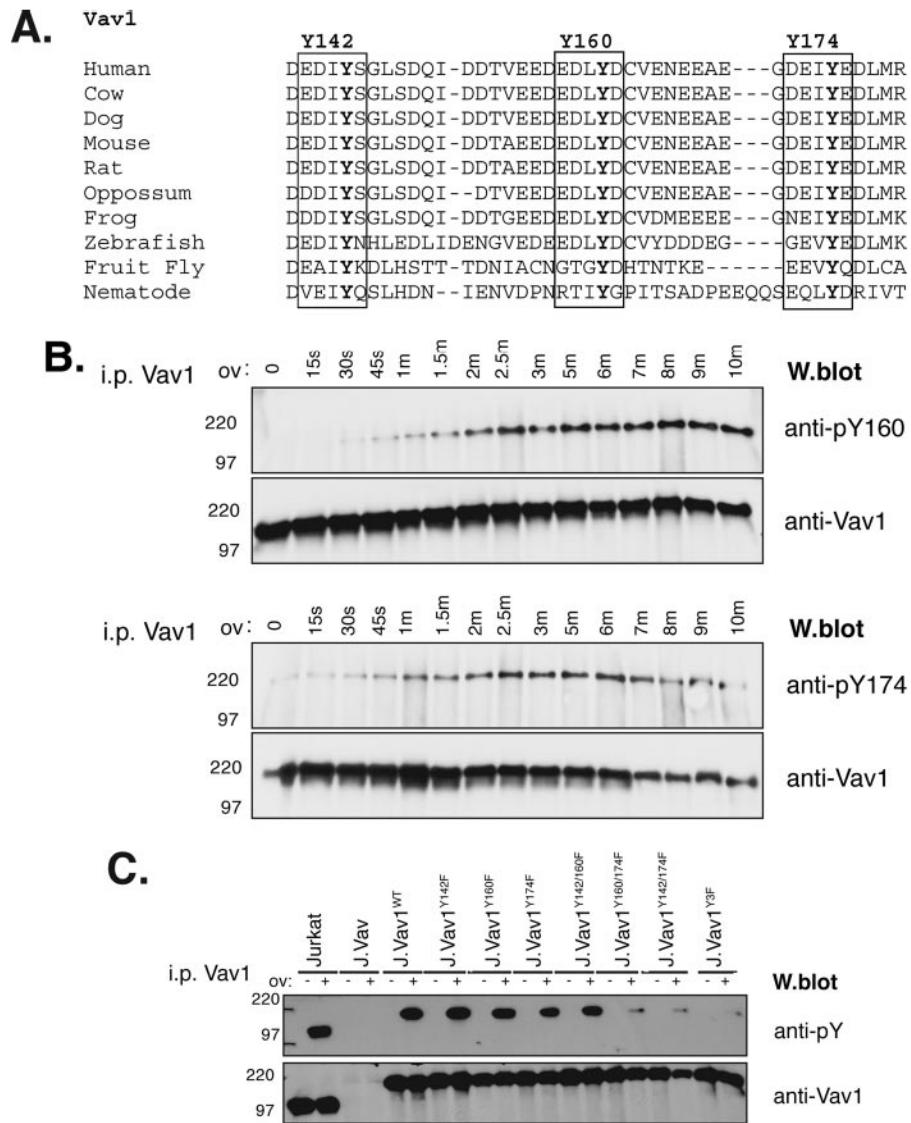 Vav1
A.
Y142 Y160 Y174
Human DEDIYSGLSDQI-DDTVEEDEDLYDCVENEEAE---GDEIYEDLMR
Cow DEDIYSGLSDQI-DDTVEEDEDLYDCVENEEAE---GDEIYEDLMR
Dog DEDIYSGLSDQI-DDTVEEDEDLYDCVENEEAE---GDEIYEDLMR
Mouse DEDIYSGLSDQI-DDTAEEDEDLYDCVENEEAE---GDEIYEDLMR
Rat DEDIYSGLSDQI-DDTAEEDEDLYDCVENEEAE---GDEIYEDLMR
Oppossum DDDIYSGLSDQI--DTVEEDEDLYDCVENEEAE---GDEIYEDLMR
Frog DDDIYSGLSDQI-DDTGEEDEDLYDCVDMEEEE---GNEIYEDLMK
Zebrafish DEDIYNHLEDLIDENGVEDEEDLYDCVYDDDEG----GEVYEDLMK
Fruit Fly DEAIYKDLHSTT-TDNIACNGTGYDHTNTKE------EEVYQDLCA
Nematode DVEIYQSLHDN--IENVDPNRTIYGPITSADPEEQQSEQLYDRIVT
B.
i.p. Vav1 ov: 0 15s 30s 45s 1m 1.5m 2m 2.5m 3m 5m 6m 7m 8m 9m 10m W.blot
220
97
anti-pY160
220
97
anti-Vav1
i.p. Vav1 ov: 0 15s 30s 45s 1m 1.5m 2m 2.5m 3m 5m 6m 7m 8m 9m 10m W.blot
220
97
anti-pY174
220
97
anti-Vav1
C.
Jurkat J.Vav J.Vav1WT J.Vav1Y142F J.Vav1Y160F J.Vav1Y174F J.Vav1Y142/160F J.Vav1Y160/174F J.Vav1Y142/174F J.Vav1Y3F
i.p. Vav1
ov: - + - + - + - + - + - + - + - + - + - + W.blot
220
97
anti-pY
220
97
anti-Vav1